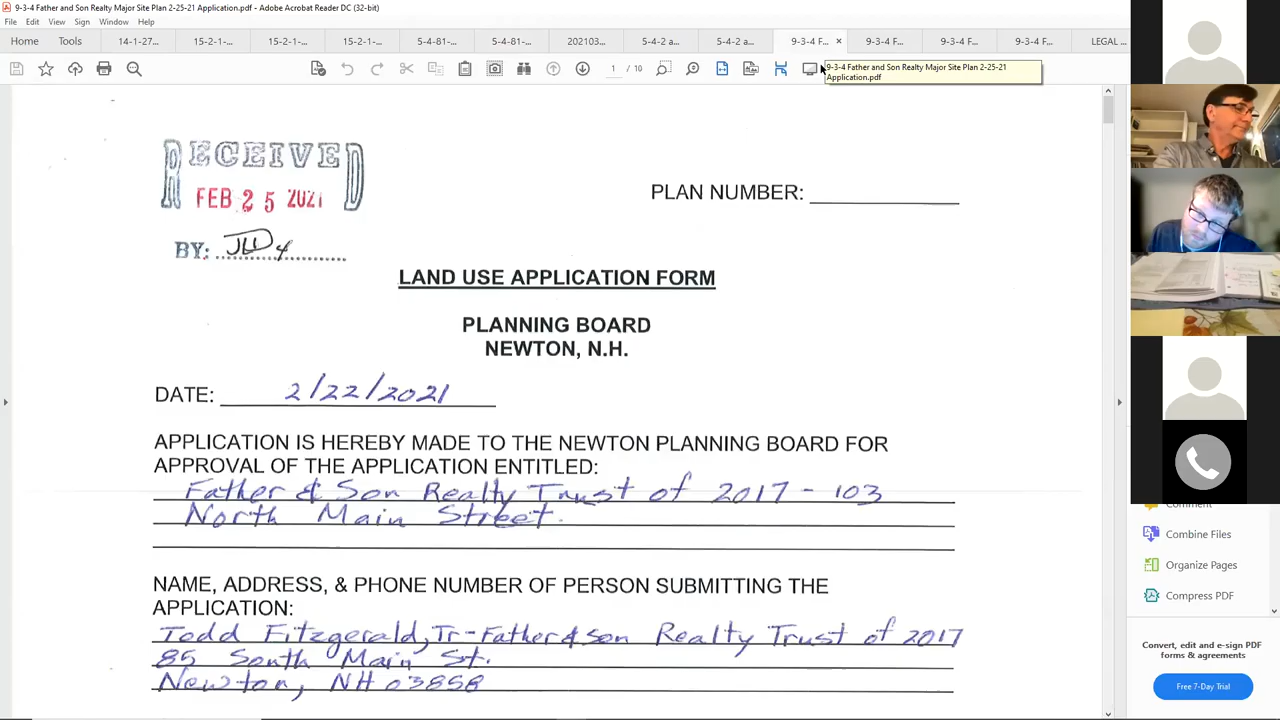 9-3-4 Father and Son Realty Major Site Plan 2-25-21 Application.pdf - Adobe Acrobat Reader DC (32-bit)
File Edit View Sign Window Help
Home Tools 14-1-27... 15-2-1-... 15-2-1-... 15-2-1-... 5-4-81-... 5-4-81-... 202103... 5-4-2 a... 5-4-2 a... 9-3-4 F... × 9-3-4 F... 9-3-4 F... 9-3-4 F... LEGAL ...
1 / 10
9-3-4 Father and Son Realty Major Site Plan 2-25-21
Application.pdf
RECEIVED
FEB 25 2021
BY:
PLAN NUMBER:
LAND USE APPLICATION FORM
PLANNING BOARD
NEWTON, N.H.
DATE: 2/22/2021
APPLICATION IS HEREBY MADE TO THE NEWTON PLANNING BOARD FOR
APPROVAL OF THE APPLICATION ENTITLED:
Father & Son Realty Trust of 2017 - 103
North Main Street.
NAME, ADDRESS, & PHONE NUMBER OF PERSON SUBMITTING THE
APPLICATION:
Todd Fitzgerald, Tr - Father & Son Realty Trust of 2017
85 South Main St.
Newton, NH 03858
Comment
Combine Files
Organize Pages
Compress PDF
Convert, edit and e-sign PDF
forms & agreements
Free 7-Day Trial